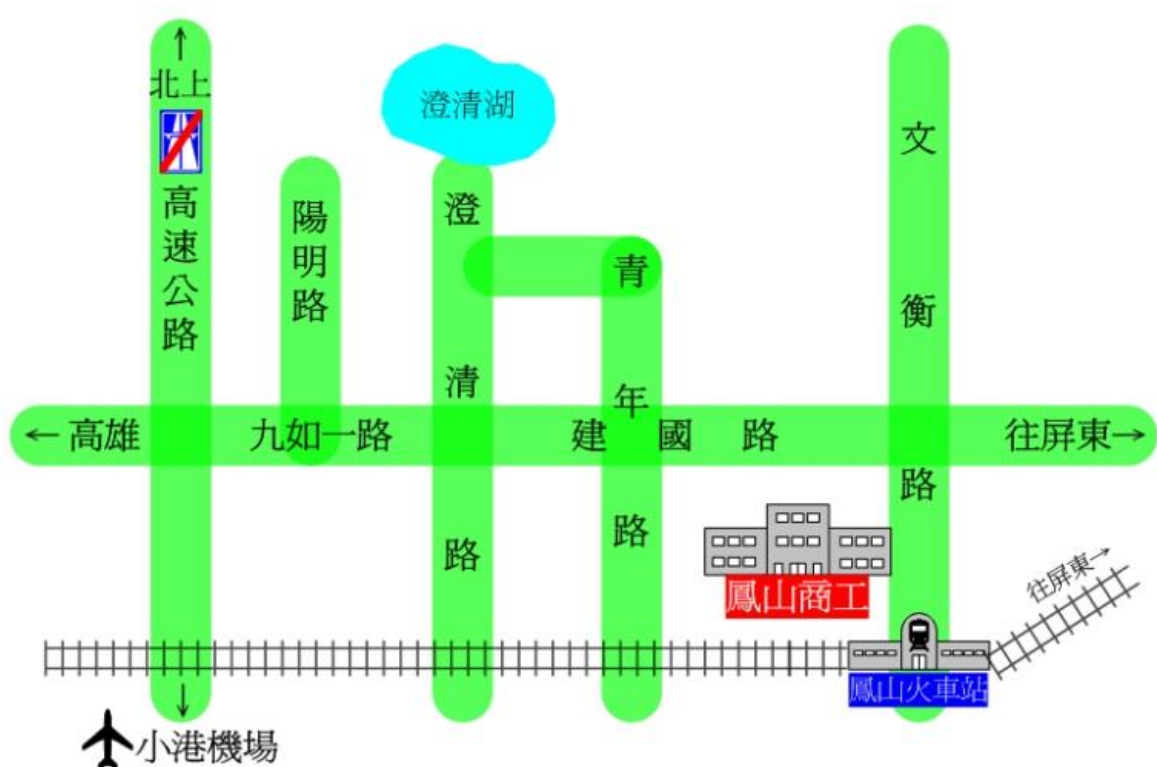 ↑
北上
高速公路
陽明路
澄清湖
澄清路
青年路
文衡路
← 高雄
九如一路
建國路
往屏東→
鳳山商工
往屏東→
鳳山火車站
↓
小港機場